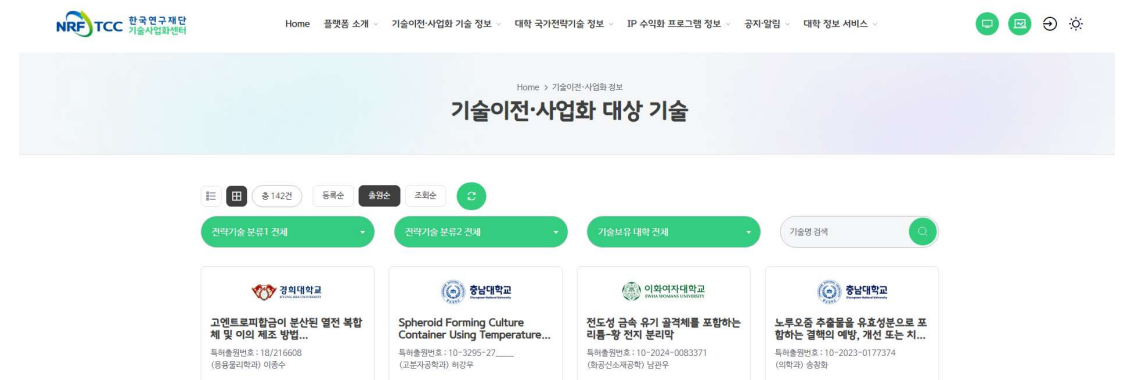 NRF TCC 한국연구재단
기술사업화센터
Home 플랫폼 소개 기술이전·사업화 기술 정보 대학 국가전략기술 정보 IP 수익화 프로그램 정보 공지·알림 대학 정보 서비스
Home > 기술이전·사업화 정보
기술이전·사업화 대상 기술
총 142건 등록순 출원순 조회순
전략기술 분류1 전체 전략기술 분류2 전체 기술보유 대학 전체 기술명 검색
경희대학교
KYUNG HEE UNIVERSITY
고엔트로피합금이 분산된 열전 복합
체 및 이의 제조 방법...
특허출원번호 : 18/216608
(응용물리학과) 이종수
충남대학교
Chungnam National University
Spheroid Forming Culture
Container Using Temperature...
특허출원번호 : 10-3295-27____
(고분자공학과) 허강무
이화여자대학교
EWHA WOMANS UNIVERSITY
전도성 금속 유기 골격체를 포함하는
리튬-황 전지 분리막
특허출원번호 : 10-2024-0083371
(화공신소재공학) 남관우
충남대학교
Chungnam National University
노루오줌 추출물을 유효성분으로 포
함하는 결핵의 예방, 개선 또는 치...
특허출원번호 : 10-2023-0177374
(의학과) 송창화